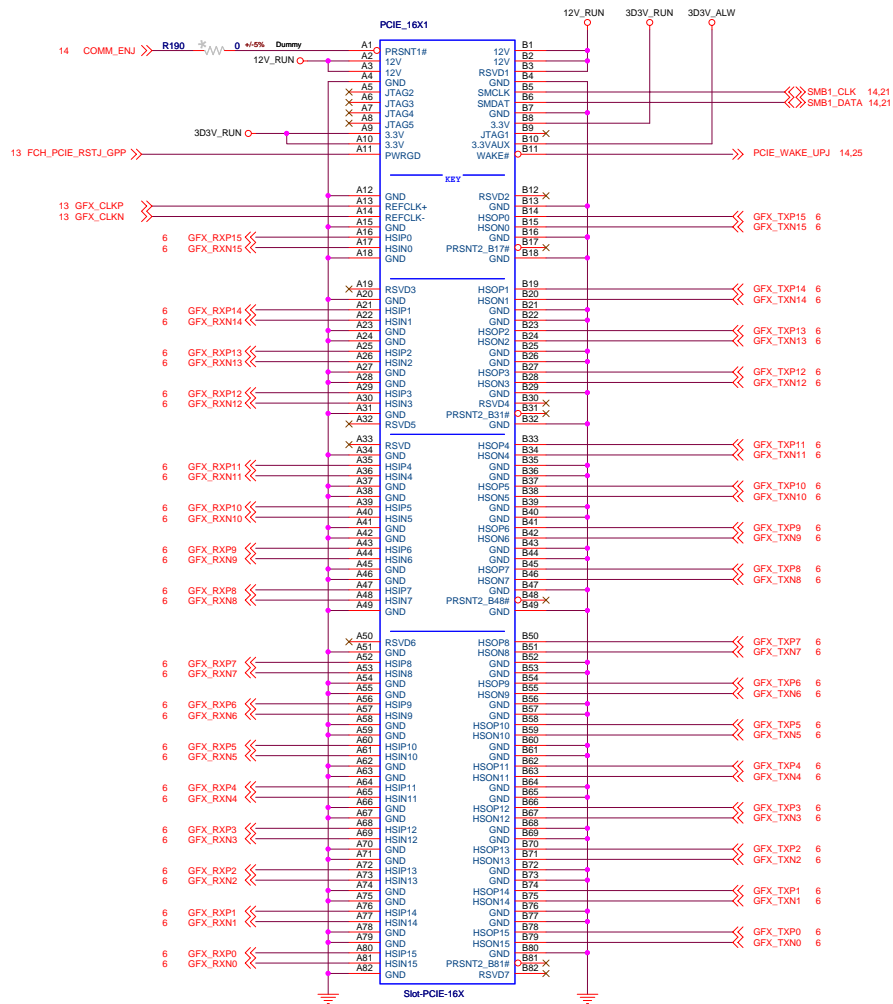 12V_RUN 3D3V_RUN 3D3V_ALW
PCIE_16X1
14 COMM_ENJ R190 * 0 +/-5% Dummy A1 PRSNT1# 12V B1
12V_RUN A2 12V 12V B2
A3 12V RSVD1 B3
A4 GND GND B4
A5 JTAG2 SMCLK B5 SMB1_CLK 14,21
A6 JTAG3 SMDAT B6 SMB1_DATA 14,21
A7 JTAG4 GND B7
A8 JTAG5 3.3V B8
3D3V_RUN A9 3.3V JTAG1 B9
A10 3.3V 3.3VAUX B10
13 FCH_PCIE_RSTJ_GPP A11 PWRGD WAKE# B11 PCIE_WAKE_UPJ 14,25
KEY
A12 GND RSVD2 B12
13 GFX_CLKP A13 REFCLK+ GND B13
13 GFX_CLKN A14 REFCLK- HSOP0 B14 GFX_TXP15 6
A15 GND HSON0 B15 GFX_TXN15 6
6 GFX_RXP15 A16 HSIP0 GND B16
6 GFX_RXN15 A17 HSIN0 PRSNT2_B17# B17
A18 GND GND B18
A19 RSVD3 HSOP1 B19 GFX_TXP14 6
A20 GND HSON1 B20 GFX_TXN14 6
6 GFX_RXP14 A21 HSIP1 GND B21
6 GFX_RXN14 A22 HSIN1 GND B22
A23 GND HSOP2 B23 GFX_TXP13 6
A24 GND HSON2 B24 GFX_TXN13 6
6 GFX_RXP13 A25 HSIP2 GND B25
6 GFX_RXN13 A26 HSIN2 GND B26
A27 GND HSOP3 B27 GFX_TXP12 6
A28 GND HSON3 B28 GFX_TXN12 6
6 GFX_RXP12 A29 HSIP3 GND B29
6 GFX_RXN12 A30 HSIN3 RSVD4 B30
A31 GND PRSNT2_B31# B31
A32 RSVD5 GND B32
A33 RSVD HSOP4 B33 GFX_TXP11 6
A34 GND HSON4 B34 GFX_TXN11 6
6 GFX_RXP11 A35 HSIP4 GND B35
6 GFX_RXN11 A36 HSIN4 GND B36
A37 GND HSOP5 B37 GFX_TXP10 6
A38 GND HSON5 B38 GFX_TXN10 6
6 GFX_RXP10 A39 HSIP5 GND B39
6 GFX_RXN10 A40 HSIN5 GND B40
A41 GND HSOP6 B41 GFX_TXP9 6
A42 GND HSON6 B42 GFX_TXN9 6
6 GFX_RXP9 A43 HSIP6 GND B43
6 GFX_RXN9 A44 HSIN6 GND B44
A45 GND HSOP7 B45 GFX_TXP8 6
A46 GND HSON7 B46 GFX_TXN8 6
6 GFX_RXP8 A47 HSIP7 GND B47
6 GFX_RXN8 A48 HSIN7 PRSNT2_B48# B48
A49 GND GND B49
A50 RSVD6 HSOP8 B50 GFX_TXP7 6
A51 GND HSON8 B51 GFX_TXN7 6
6 GFX_RXP7 A52 HSIP8 GND B52
6 GFX_RXN7 A53 HSIN8 GND B53
A54 GND HSOP9 B54 GFX_TXP6 6
A55 GND HSON9 B55 GFX_TXN6 6
6 GFX_RXP6 A56 HSIP9 GND B56
6 GFX_RXN6 A57 HSIN9 GND B57
A58 GND HSOP10 B58 GFX_TXP5 6
A59 GND HSON10 B59 GFX_TXN5 6
6 GFX_RXP5 A60 HSIP10 GND B60
6 GFX_RXN5 A61 HSIN10 GND B61
A62 GND HSOP11 B62 GFX_TXP4 6
A63 GND HSON11 B63 GFX_TXN4 6
6 GFX_RXP4 A64 HSIP11 GND B64
6 GFX_RXN4 A65 HSIN11 GND B65
A66 GND HSOP12 B66 GFX_TXP3 6
A67 GND HSON12 B67 GFX_TXN3 6
6 GFX_RXP3 A68 HSIP12 GND B68
6 GFX_RXN3 A69 HSIN12 GND B69
A70 GND HSOP13 B70 GFX_TXP2 6
A71 GND HSON13 B71 GFX_TXN2 6
6 GFX_RXP2 A72 HSIP13 GND B72
6 GFX_RXN2 A73 HSIN13 GND B73
A74 GND HSOP14 B74 GFX_TXP1 6
A75 GND HSON14 B75 GFX_TXN1 6
6 GFX_RXP1 A76 HSIP14 GND B76
6 GFX_RXN1 A77 HSIN14 GND B77
A78 GND HSOP15 B78 GFX_TXP0 6
A79 GND HSON15 B79 GFX_TXN0 6
6 GFX_RXP0 A80 HSIP15 GND B80
6 GFX_RXN0 A81 HSIN15 PRSNT2_B81# B81
A82 GND RSVD7 B82
Slot-PCIE-16X